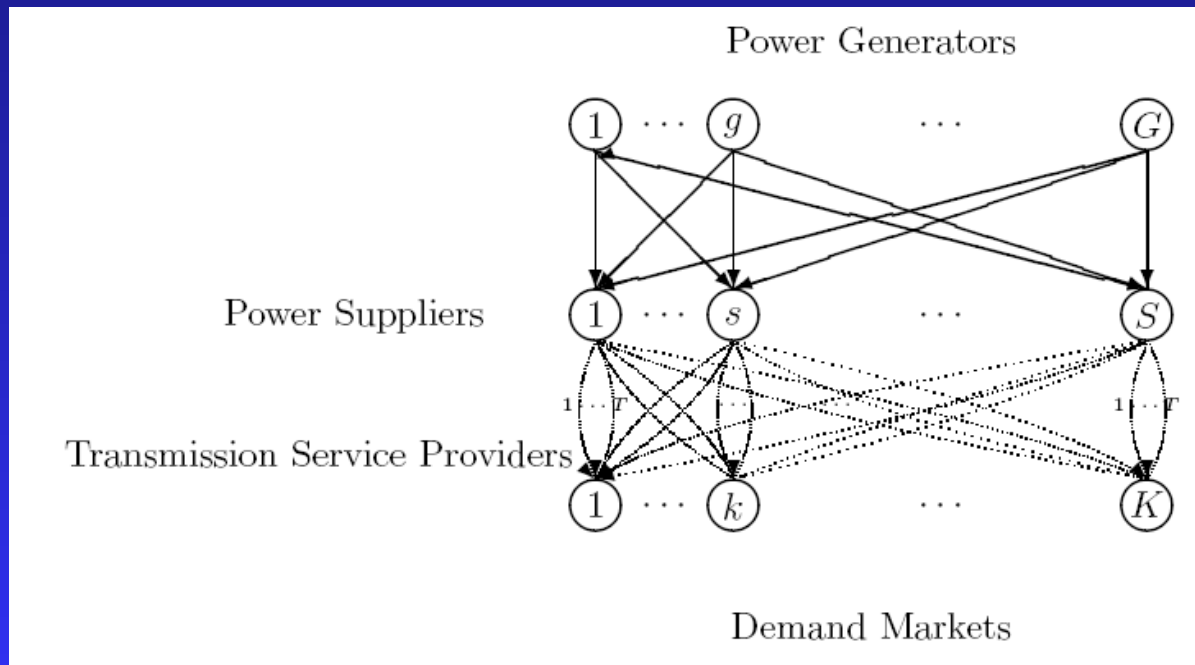 Power Generators
1 ··· g ··· G
Power Suppliers
1 ··· s ··· S
1 ··· T ··· 1 ··· T
Transmission Service Providers
1 ··· k ··· K
Demand Markets